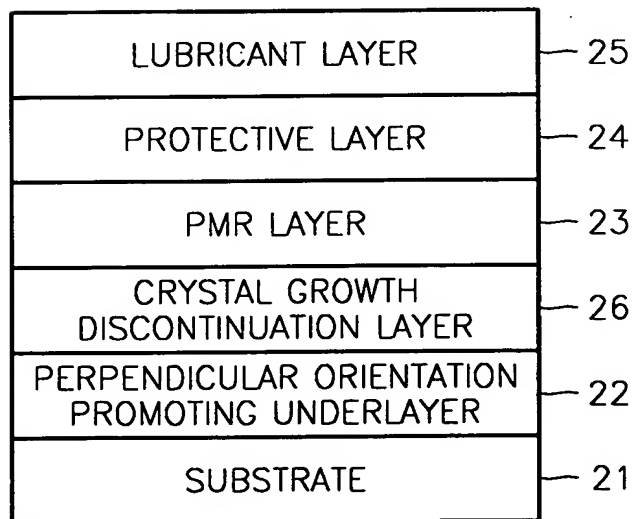 LUBRICANT LAYER 25
PROTECTIVE LAYER 24
PMR LAYER 23
CRYSTAL GROWTH
DISCONTINUATION LAYER 26
PERPENDICULAR ORIENTATION
PROMOTING UNDERLAYER 22
SUBSTRATE 21